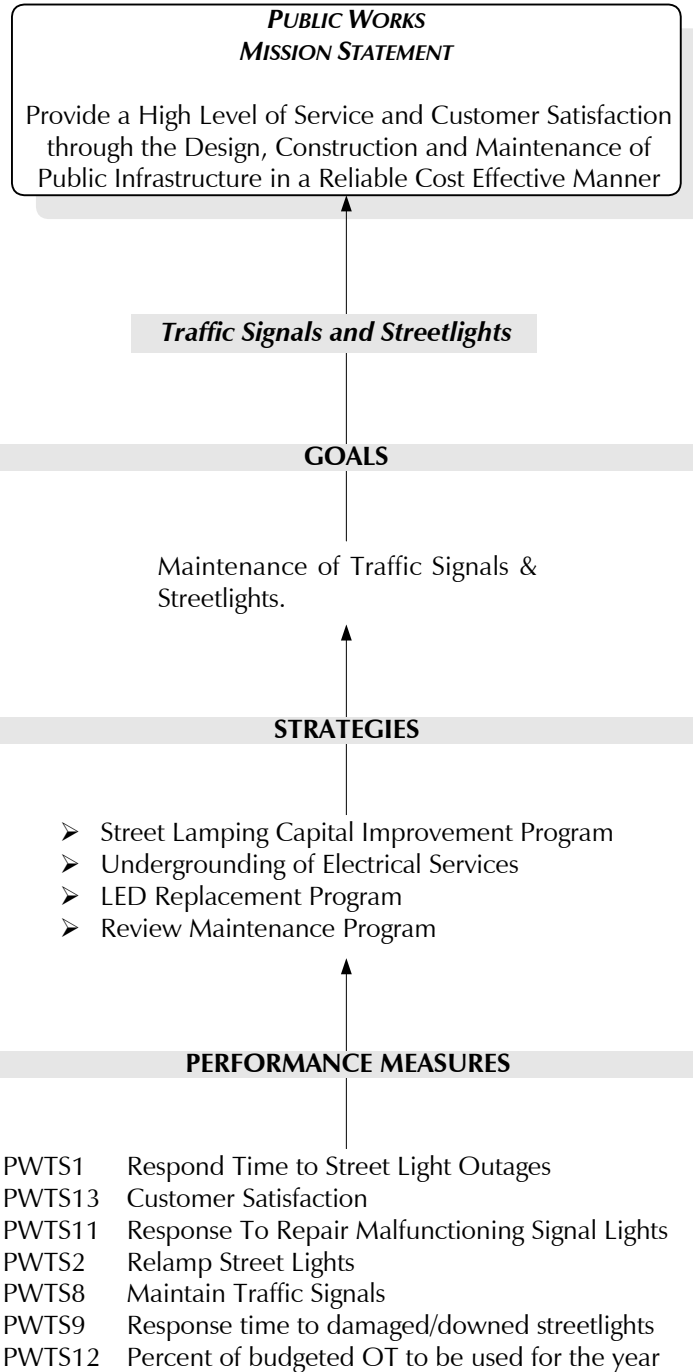 PUBLIC WORKS
MISSION STATEMENT
Provide a High Level of Service and Customer Satisfaction
through the Design, Construction and Maintenance of
Public Infrastructure in a Reliable Cost Effective Manner
Traffic Signals and Streetlights
GOALS
Maintenance of Traffic Signals &
Streetlights.
STRATEGIES
➢ Street Lamping Capital Improvement Program
➢ Undergrounding of Electrical Services
➢ LED Replacement Program
➢ Review Maintenance Program
PERFORMANCE MEASURES
PWTS1 Respond Time to Street Light Outages
PWTS13 Customer Satisfaction
PWTS11 Response To Repair Malfunctioning Signal Lights
PWTS2 Relamp Street Lights
PWTS8 Maintain Traffic Signals
PWTS9 Response time to damaged/downed streetlights
PWTS12 Percent of budgeted OT to be used for the year